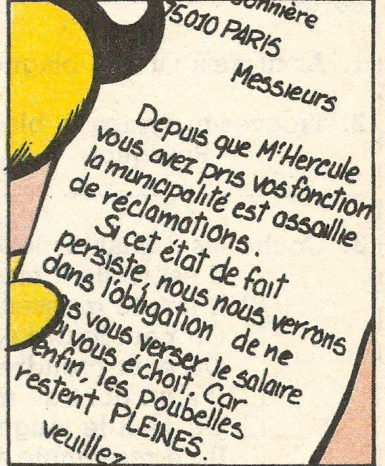 sonnière
75010 PARIS
Messieurs
Depuis que Mr Hercule
vous avez pris vos fonction
la municipalité est assaillie
de réclamations.
Si cet état de fait
persiste, nous nous verrons
dans l'obligation de ne
s vous verser le salaire
i vous échoit. Car
enfin, les poubelles
restent PLEINES.
veuillez